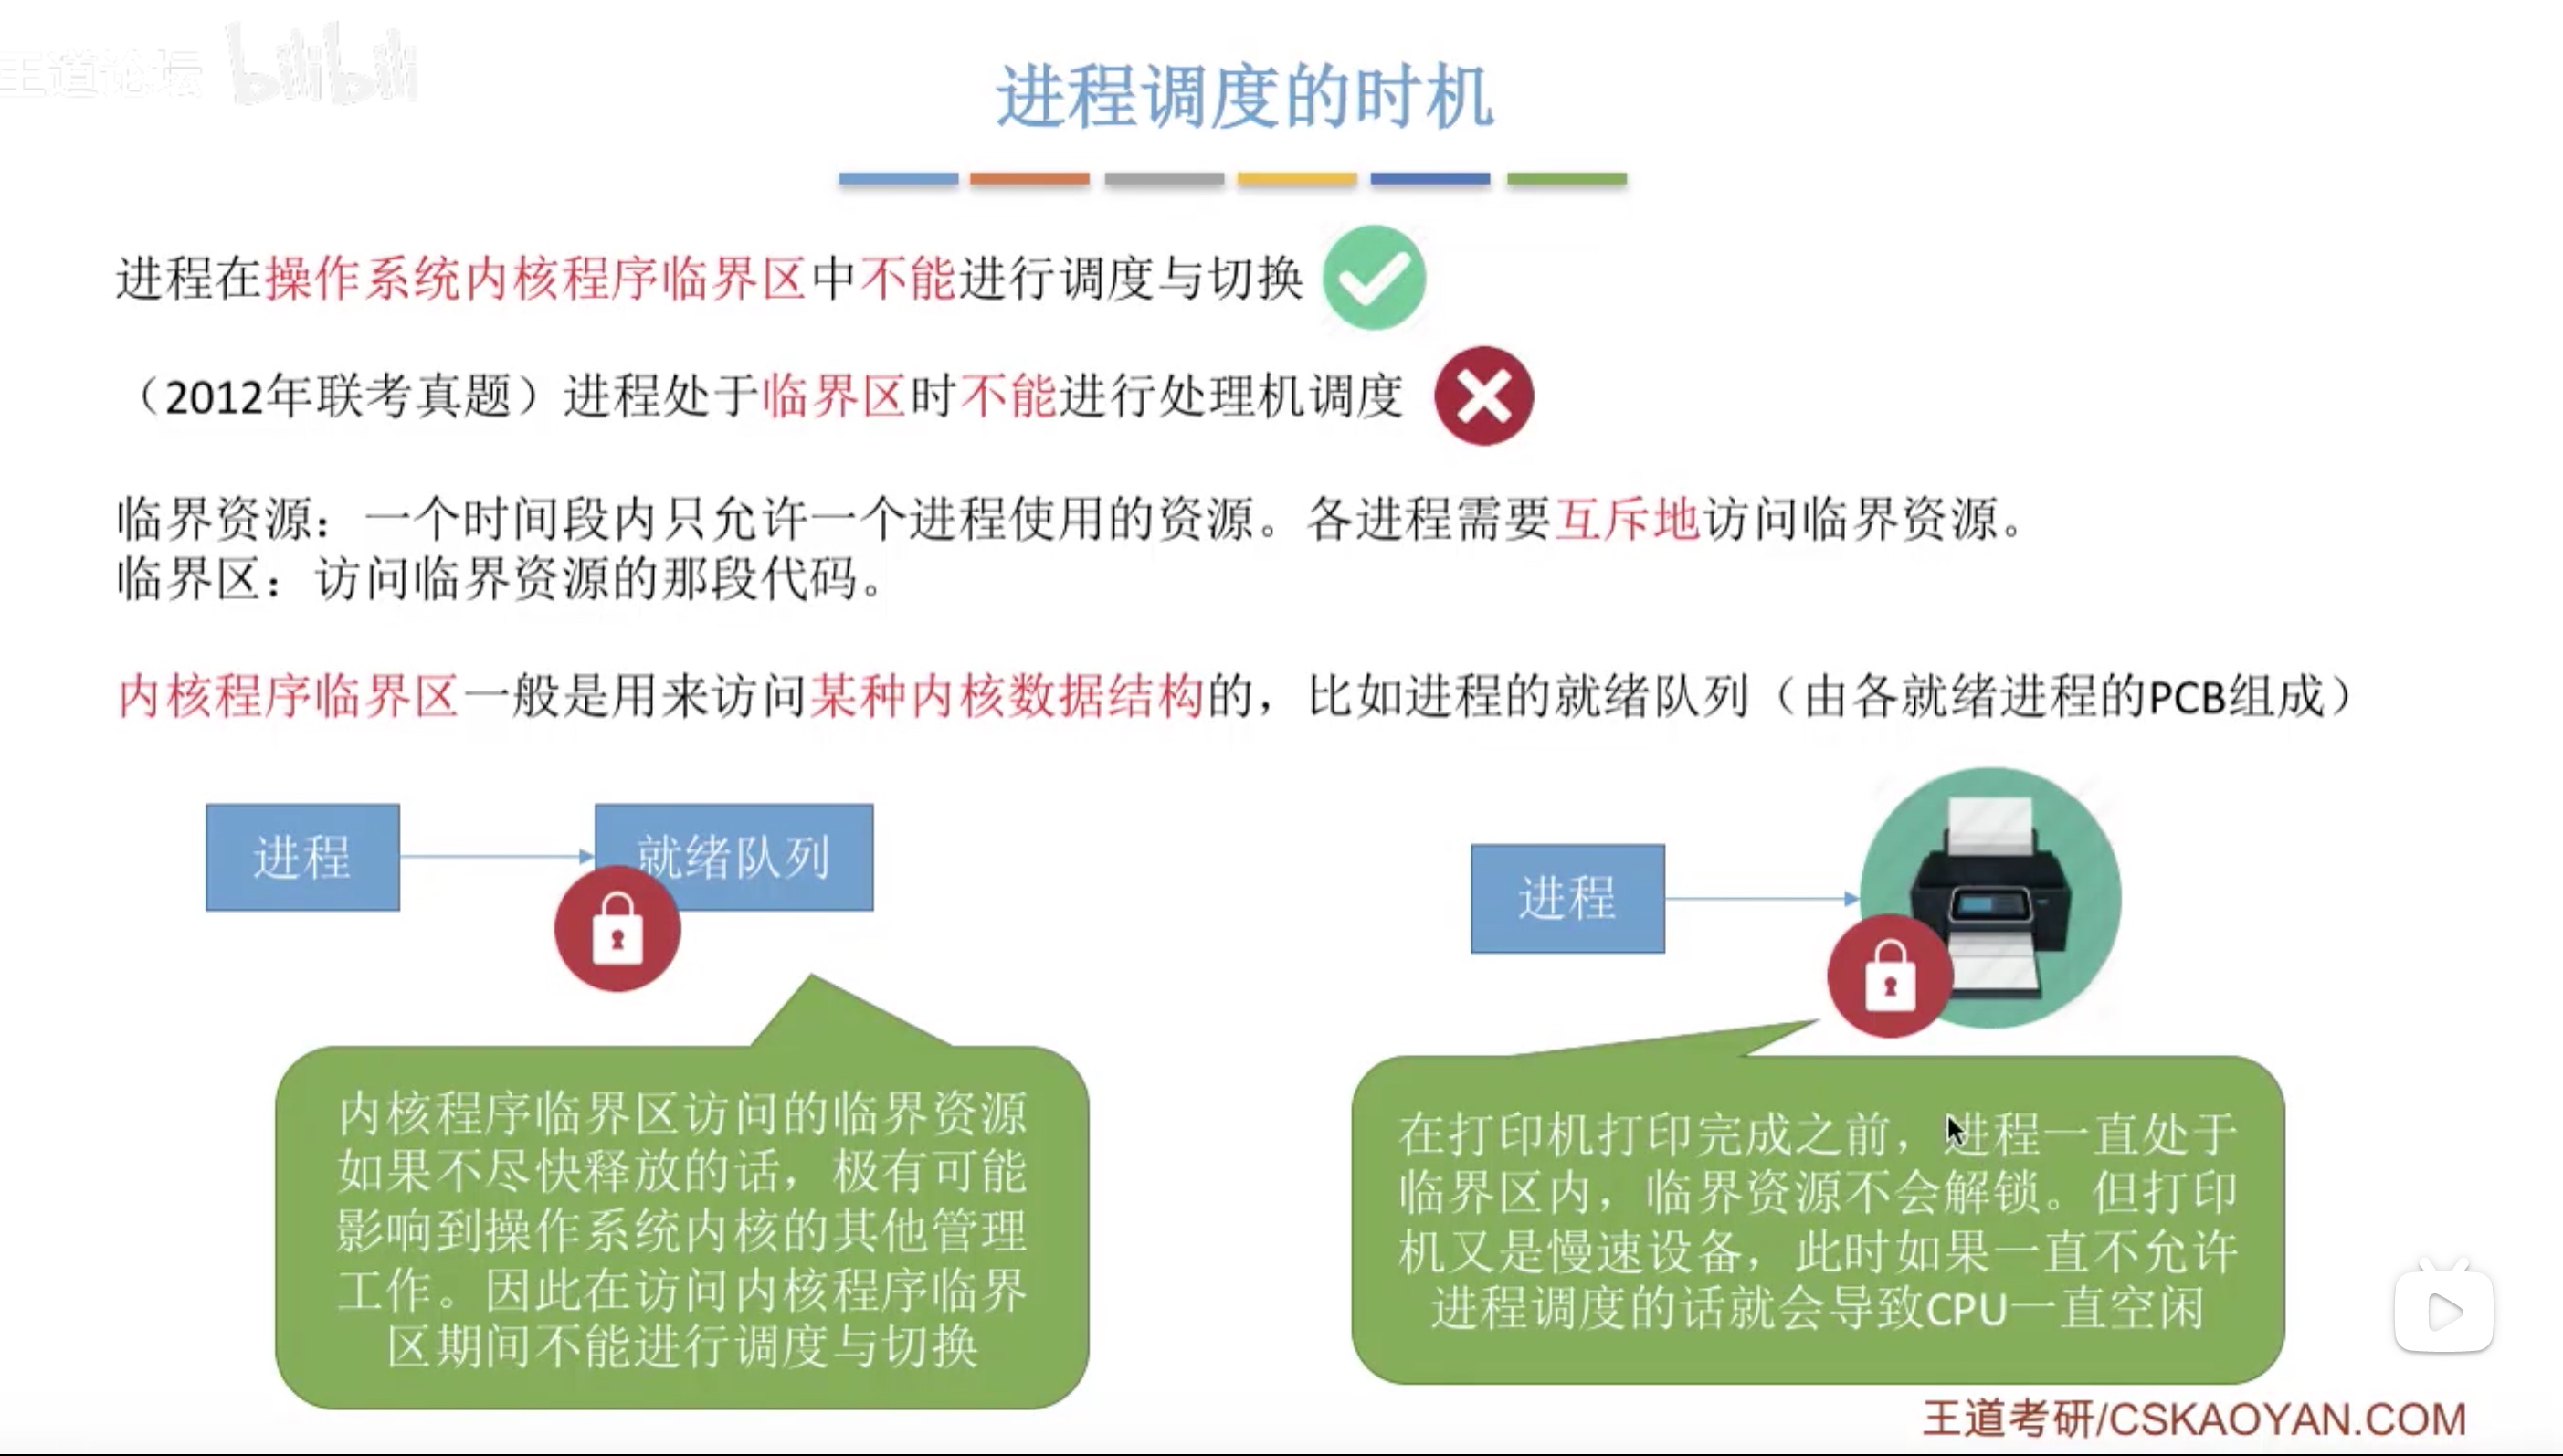 王道论坛 bilibili
进程调度的时机
进程在操作系统内核程序临界区中不能进行调度与切换
（2012年联考真题）进程处于临界区时不能进行处理机调度
临界资源：一个时间段内只允许一个进程使用的资源。各进程需要互斥地访问临界资源。
临界区：访问临界资源的那段代码。
内核程序临界区一般是用来访问某种内核数据结构的，比如进程的就绪队列（由各就绪进程的PCB组成）
进程
就绪队列
内核程序临界区访问的临界资源
如果不尽快释放的话，极有可能
影响到操作系统内核的其他管理
工作。因此在访问内核程序临界
区期间不能进行调度与切换
进程
在打印机打印完成之前，进程一直处于
临界区内，临界资源不会解锁。但打印
机又是慢速设备，此时如果一直不允许
进程调度的话就会导致CPU一直空闲
王道考研/CSKAOYAN.COM